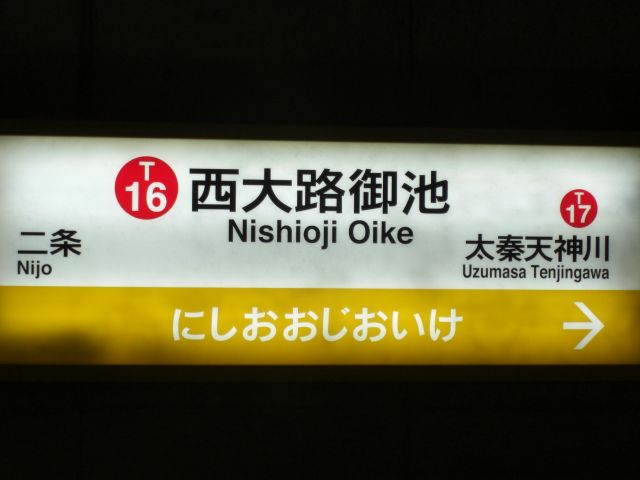 T
16
西大路御池
Nishioji Oike
二条
Nijo
T
17
太秦天神川
Uzumasa Tenjingawa
にしおおじおいけ